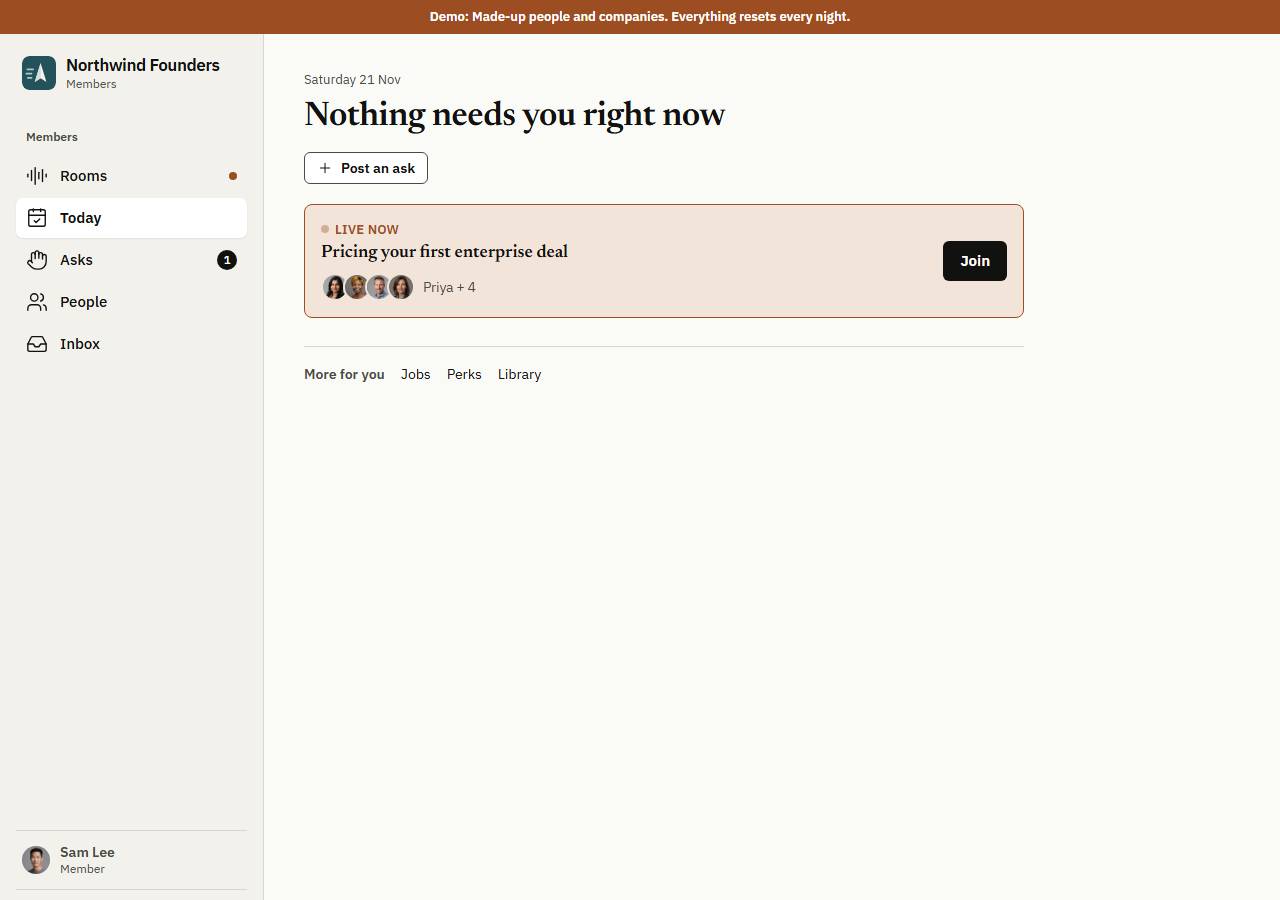 Demo: Made-up people and companies. Everything resets every night.
Northwind Founders
Members
Members
Rooms
Today
Asks 1
People
Inbox
Sam Lee
Member
Saturday 21 Nov
Nothing needs you right now
Post an ask
LIVE NOW
Pricing your first enterprise deal
Priya + 4
Join
More for you Jobs Perks Library